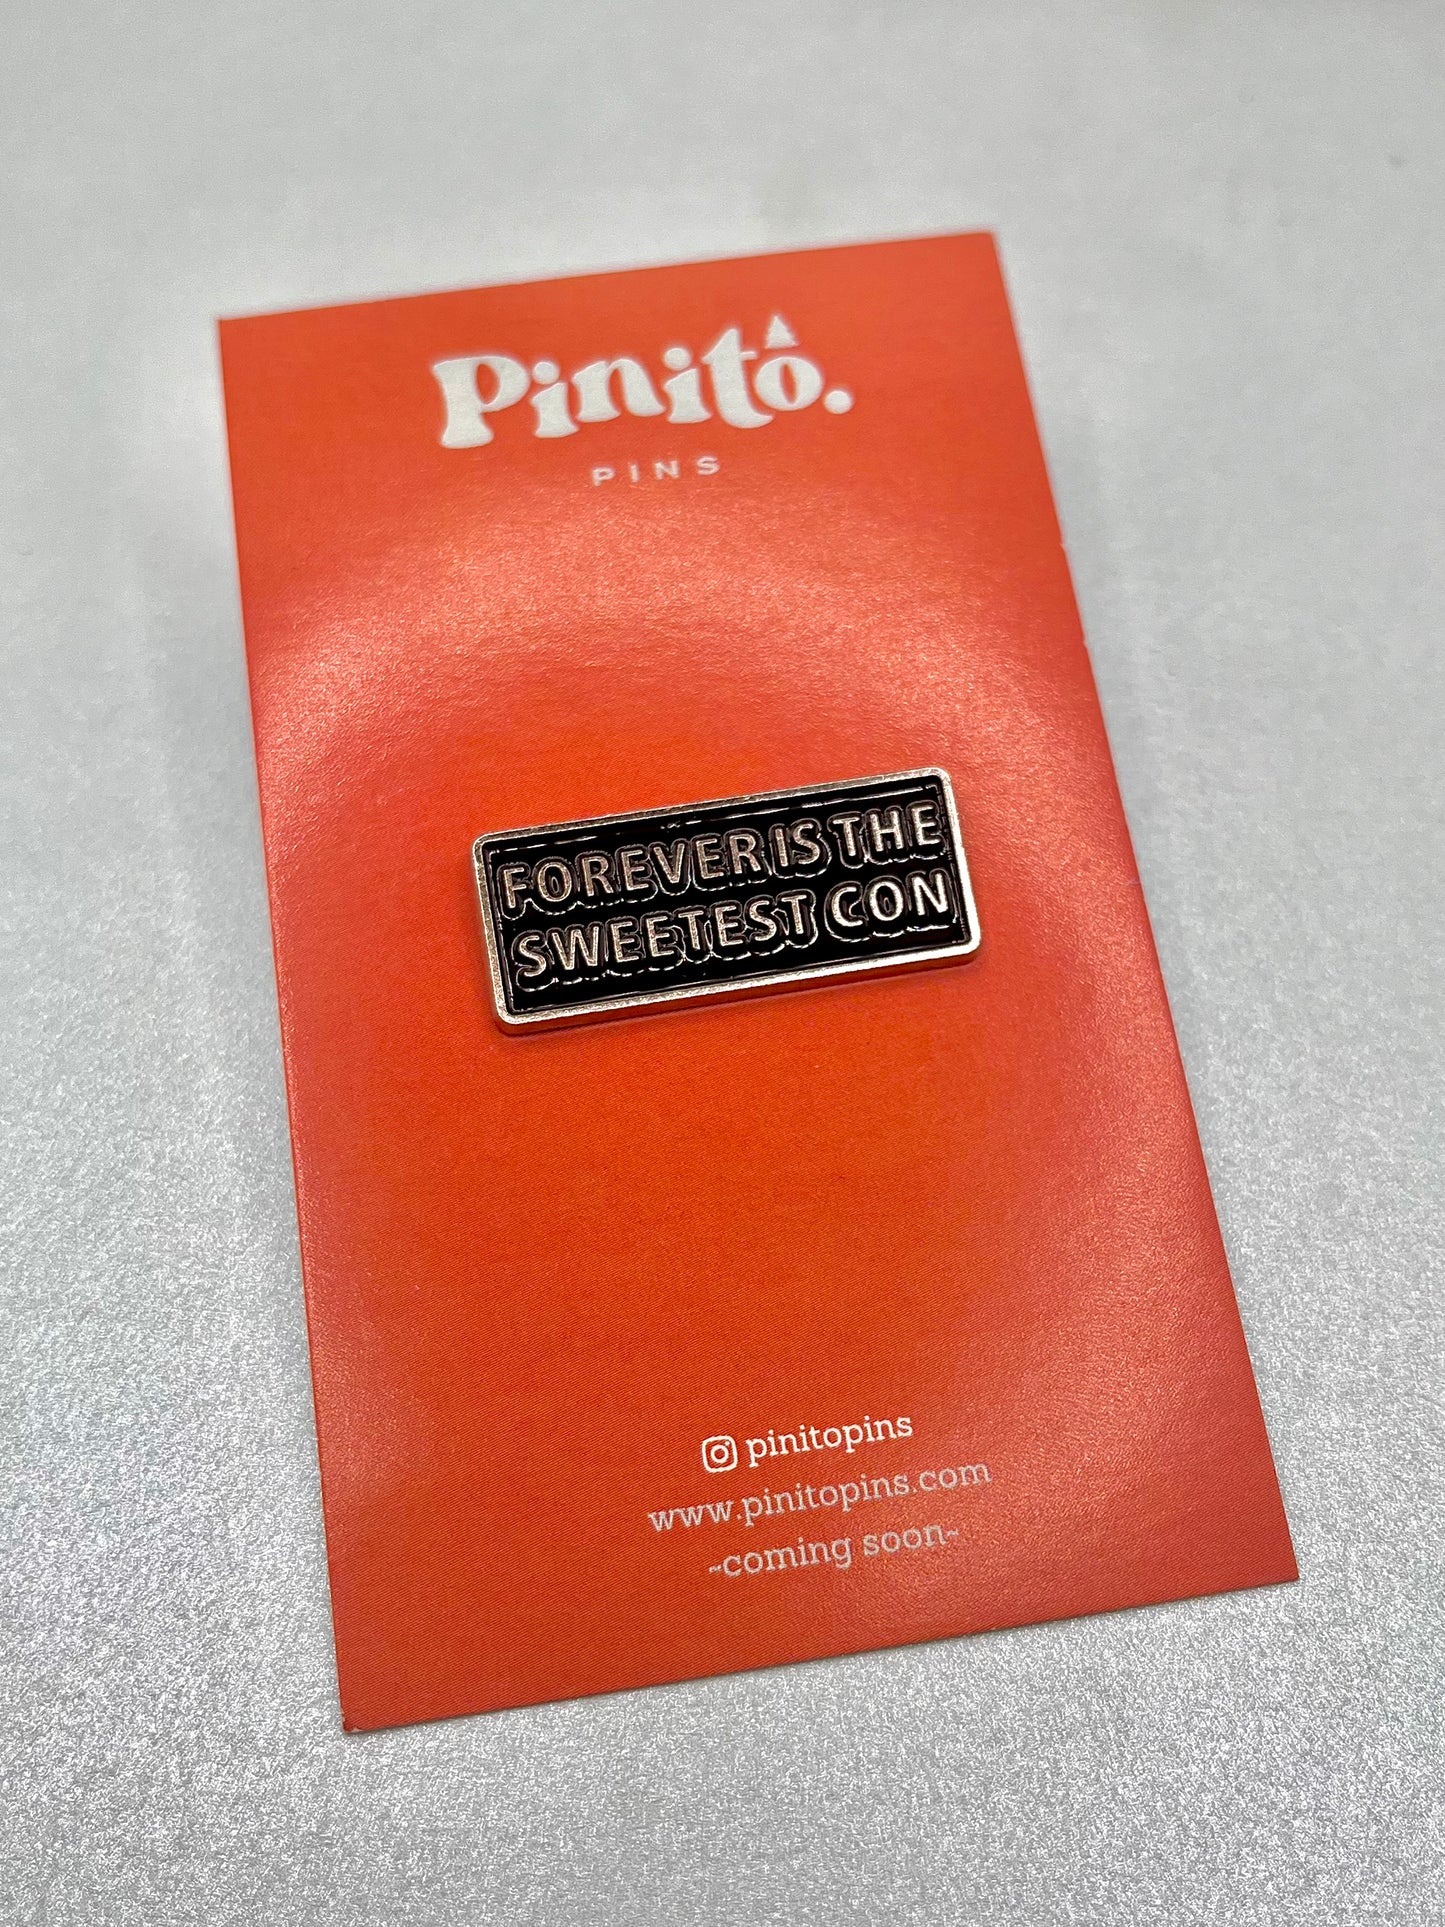 Pinito.
PINS
FOREVER IS THE
SWEETEST CON
pinitopins
www.pinitopins.com
~coming soon~